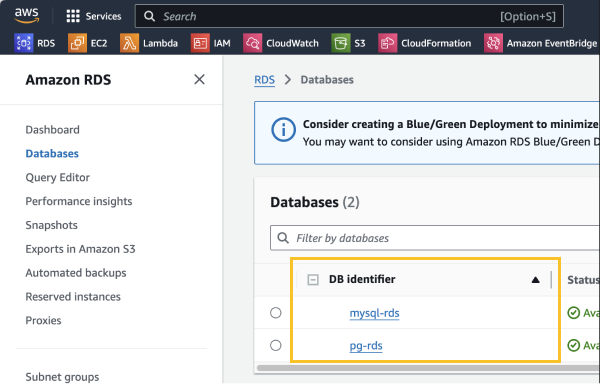 aws
Services
Search
[Option+S]
RDS
EC2
Lambda
IAM
CloudWatch
S3
CloudFormation
Amazon EventBridge
Amazon RDS
Dashboard
Databases
Query Editor
Performance insights
Snapshots
Exports in Amazon S3
Automated backups
Reserved instances
Proxies
Subnet groups
RDS > Databases
Consider creating a Blue/Green Deployment to minimize
You may want to consider using Amazon RDS Blue/Green D
Databases (2)
Filter by databases
DB identifier
Status
mysql-rds
Ava
pg-rds
Ava